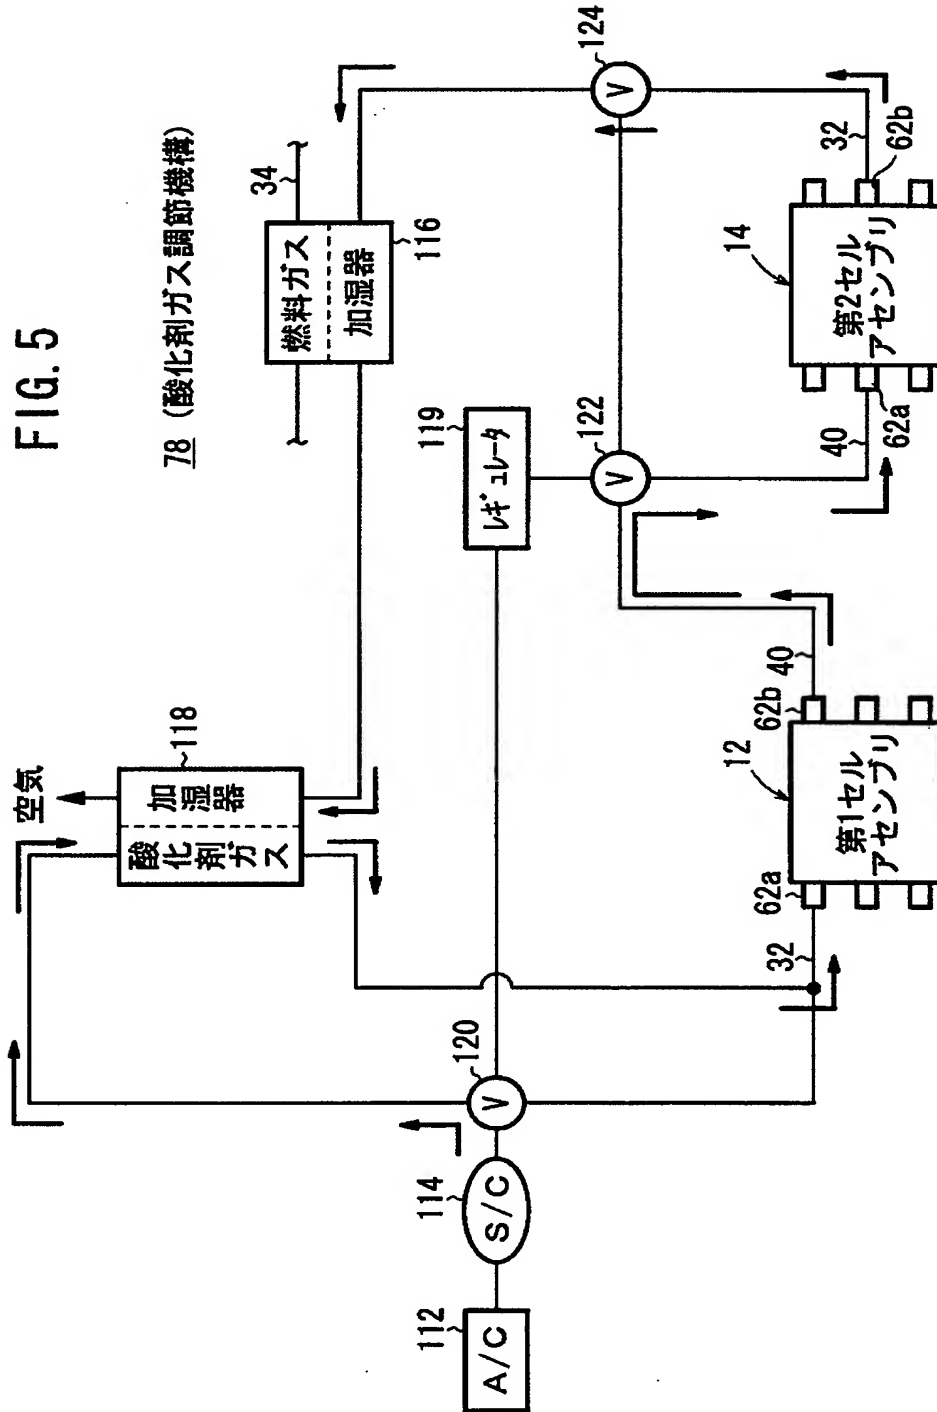 FIG. 5
78 (酸化剤ガス調節機構)
空気
118
酸化剤ガス
加湿器
34
燃料ガス
加湿器
116
112
A/C
114
S/C
120
V
119
レギュレータ
122
V
124
V
32
62a
12
第1セル
アセンブリ
62b
40
40
62a
14
第2セル
アセンブリ
32
62b